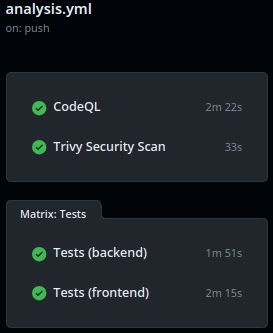 analysis.yml
on: push
CodeQL 2m 22s
Trivy Security Scan 33s
Matrix: Tests
Tests (backend) 1m 51s
Tests (frontend) 2m 15s